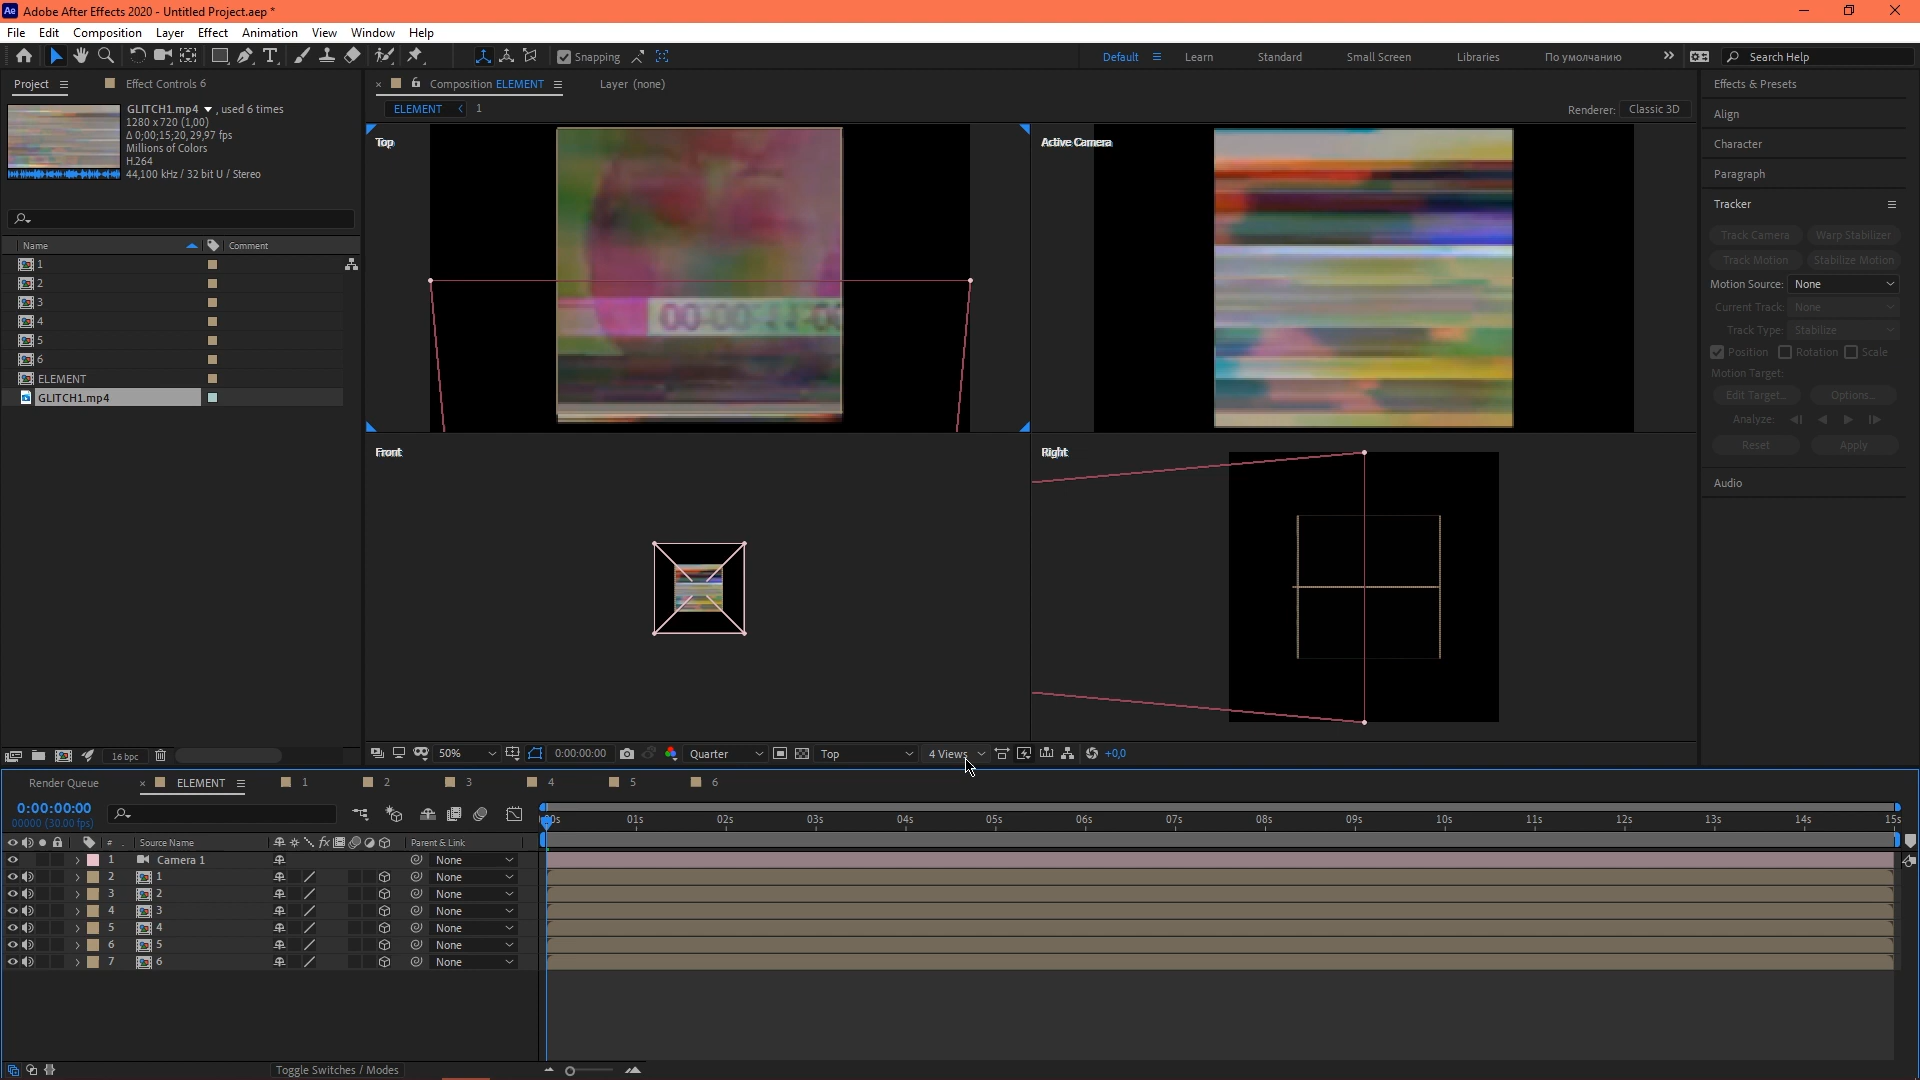 Adobe After Effects 2020 - Untitled Project.aep *
File Edit Composition Layer Effect Animation View Window Help
Snapping
Default Learn Standard Small Screen Libraries По умолчанию
Search Help
Project Effect Controls 6
GLITCH1.mp4 , used 6 times
1280 x 720 (1,00)
Δ 0;00;15;20, 29,97 fps
Millions of Colors
H.264
44,100 kHz / 32 bit U / Stereo
Name Comment
1
2
3
4
5
6
ELEMENT
GLITCH1.mp4
16 bpc
Composition ELEMENT Layer (none)
ELEMENT 1
Renderer: Classic 3D
Top
Active Camera
Front
Right
50% 0:00:00:00 Quarter Top 4 Views +0,0
Effects & Presets
Align
Character
Paragraph
Tracker
Track Camera Warp Stabilizer
Track Motion Stabilize Motion
Motion Source: None
Current Track: None
Track Type: Stabilize
Position Rotation Scale
Motion Target:
Edit Target... Options...
Analyze:
Reset Apply
Audio
Render Queue ELEMENT 1 2 3 4 5 6
0:00:00:00
00000 (30.00 fps)
01s 02s 03s 04s 05s 06s 07s 08s 09s 10s 11s 12s 13s 14s 15s
# Source Name fx Parent & Link
1 Camera 1 None
2 1 None
3 2 None
4 3 None
5 4 None
6 5 None
7 6 None
Toggle Switches / Modes